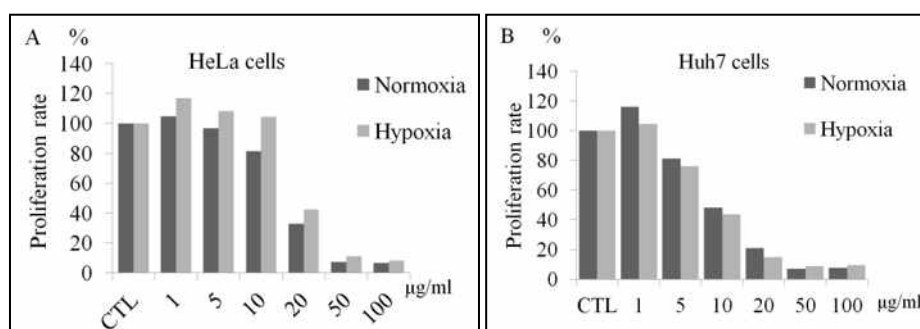 A %
HeLa cells
Normoxia
Hypoxia
Proliferation rate
140
120
100
80
60
40
20
0
CTL 1 5 10 20 50 100 µg/ml
B %
Huh7 cells
Normoxia
Hypoxia
Proliferation rate
140
120
100
80
60
40
20
0
CTL 1 5 10 20 50 100 µg/ml